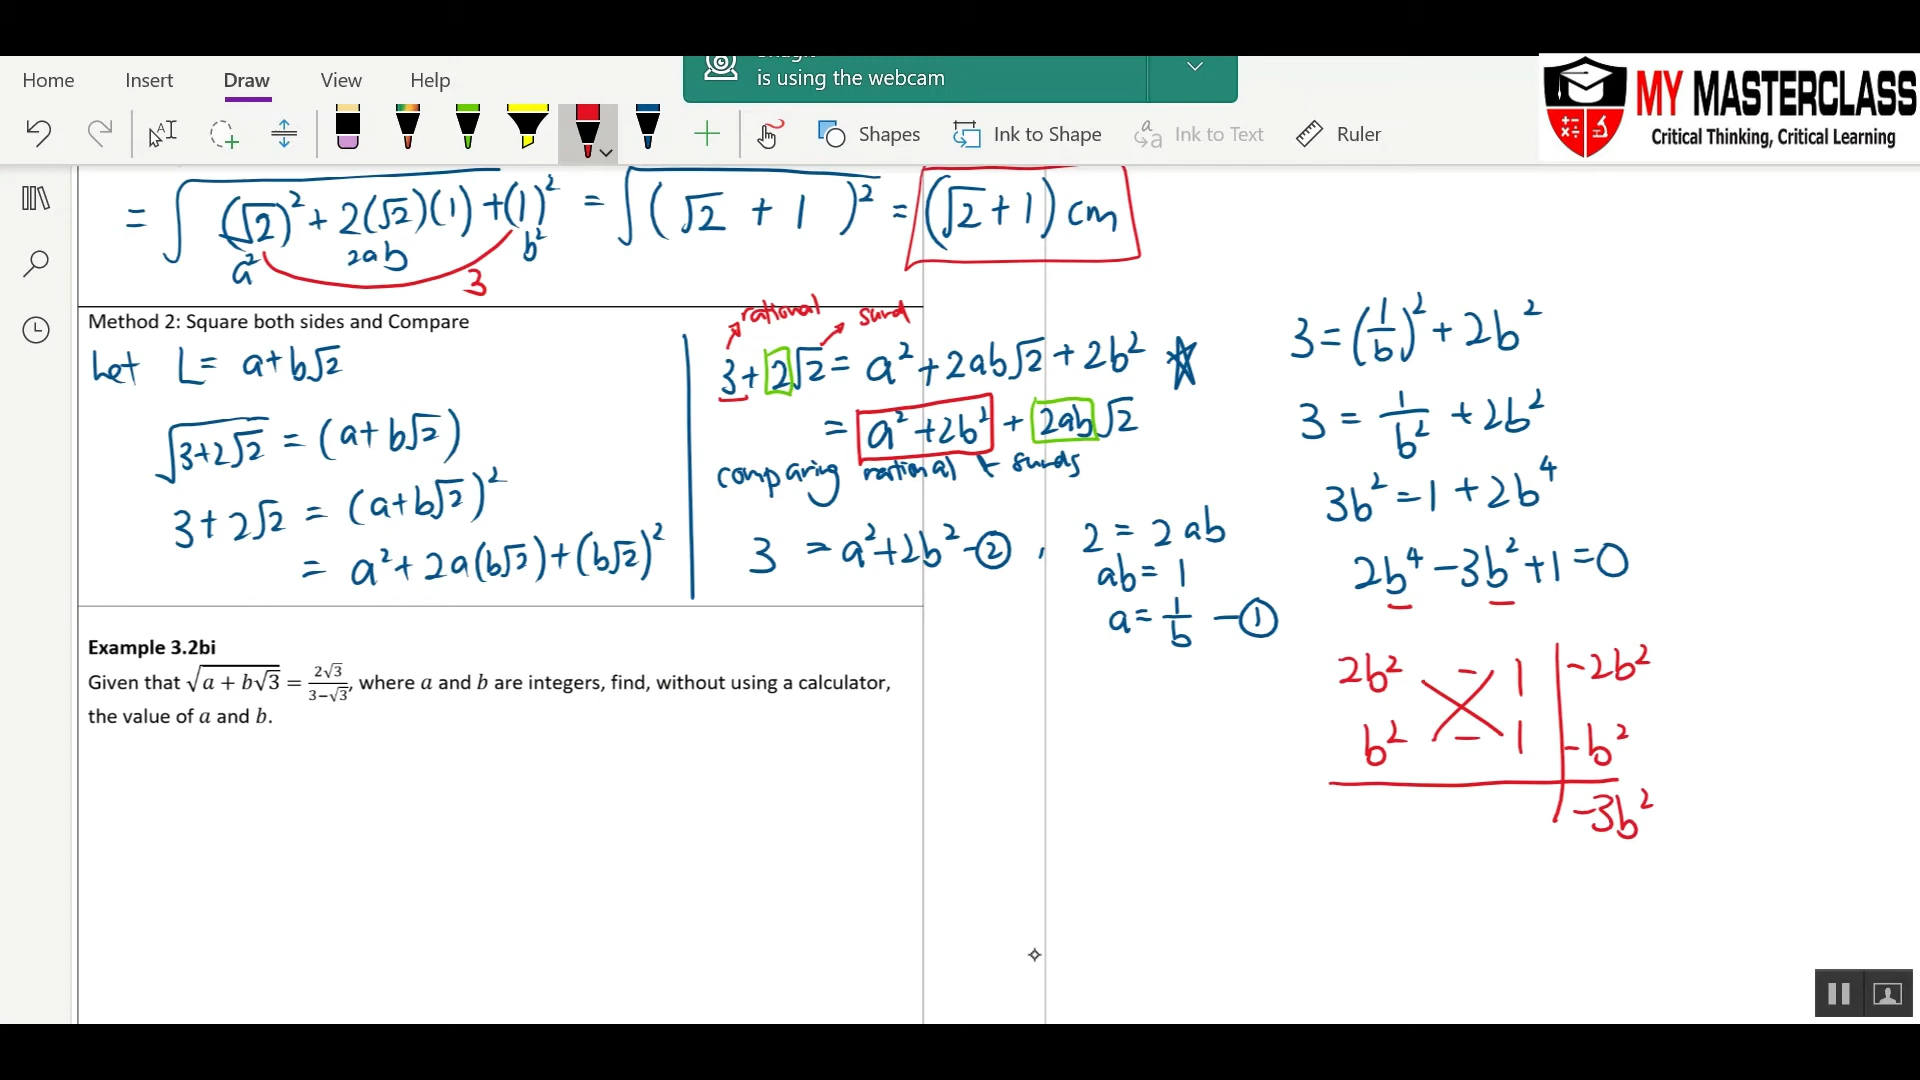 is using the webcam
Home Insert Draw View Help
Shapes Ink to Shape Ink to Text Ruler
MY MASTERCLASS
Critical Thinking, Critical Learning
= √((√2)² + 2(√2)(1) + (1)²) = √((√2 + 1)²) = (√2 + 1) cm
a² 2ab b²
3
Method 2: Square both sides and Compare
Let L = a+b√2
√(3+2√2) = (a+b√2)
3+2√2 = (a+b√2)²
= a² + 2a(b√2) + (b√2)²
rational surd
3 + 2√2 = a² + 2ab√2 + 2b²
= a² + 2b² + 2ab√2
comparing rational & surds
3 = a² + 2b² – ② , 2 = 2ab
ab = 1
a = 1/b – ①
3 = (1/b)² + 2b²
3 = 1/b² + 2b²
3b² = 1 + 2b⁴
2b⁴ – 3b² + 1 = 0
2b² – 1 –2b²
b² – 1 –b²
–3b²
Example 3.2bi
Given that √(a + b√3) = 2√3/(3−√3), where a and b are integers, find, without using a calculator,
the value of a and b.